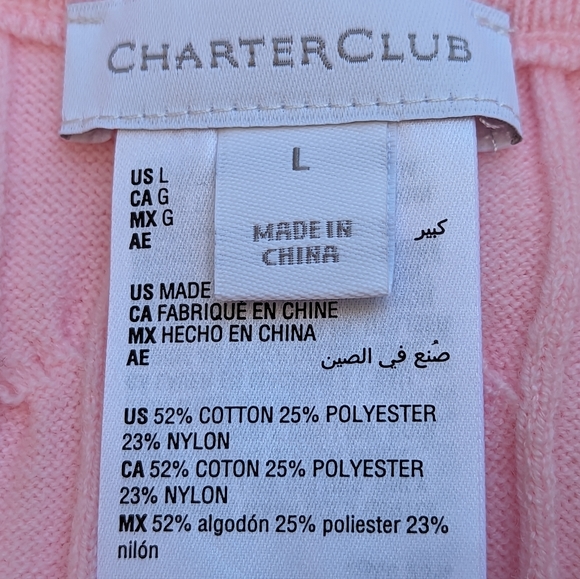 CHARTER CLUB
L
MADE IN
CHINA
US L
CA G
MX G
AE كبير
US MADE
CA FABRIQUÉ EN CHINE
MX HECHO EN CHINA
AE صُنع في الصين
US 52% COTTON 25% POLYESTER
23% NYLON
CA 52% COTON 25% POLYESTER
23% NYLON
MX 52% algodón 25% poliester 23%
nilón